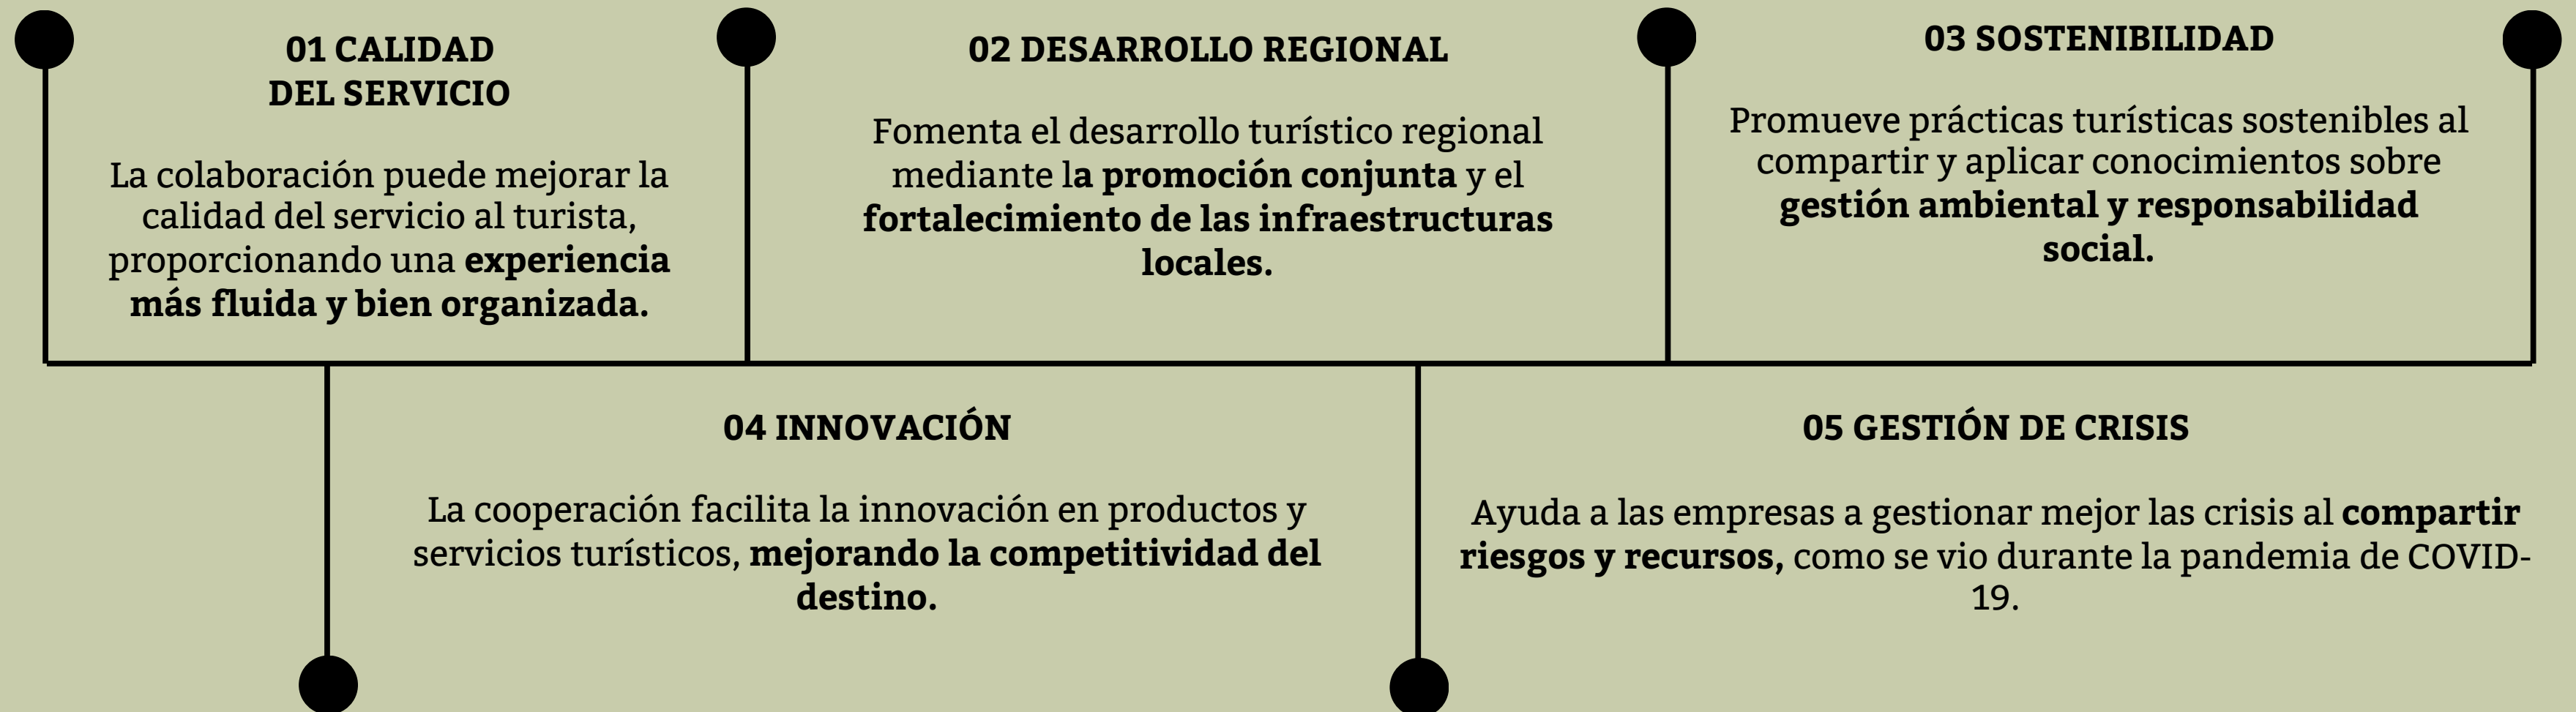 01 CALIDAD
DEL SERVICIO
La colaboración puede mejorar la
calidad del servicio al turista,
proporcionando una experiencia
más fluida y bien organizada.
02 DESARROLLO REGIONAL
Fomenta el desarrollo turístico regional
mediante la promoción conjunta y el
fortalecimiento de las infraestructuras
locales.
03 SOSTENIBILIDAD
Promueve prácticas turísticas sostenibles al
compartir y aplicar conocimientos sobre
gestión ambiental y responsabilidad
social.
04 INNOVACIÓN
La cooperación facilita la innovación en productos y
servicios turísticos, mejorando la competitividad del
destino.
05 GESTIÓN DE CRISIS
Ayuda a las empresas a gestionar mejor las crisis al compartir
riesgos y recursos, como se vio durante la pandemia de COVID-
19.